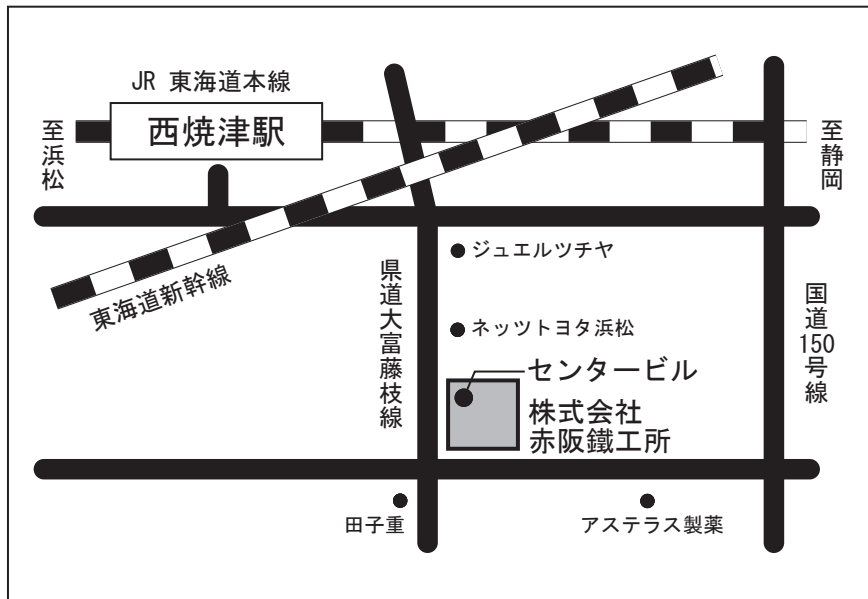 JR 東海道本線
西焼津駅
至浜松
至静岡
東海道新幹線
県道大富藤枝線
国道150号線
ジュエルツチヤ
ネッツトヨタ浜松
センタービル
株式会社
赤阪鐵工所
田子重
アステラス製薬